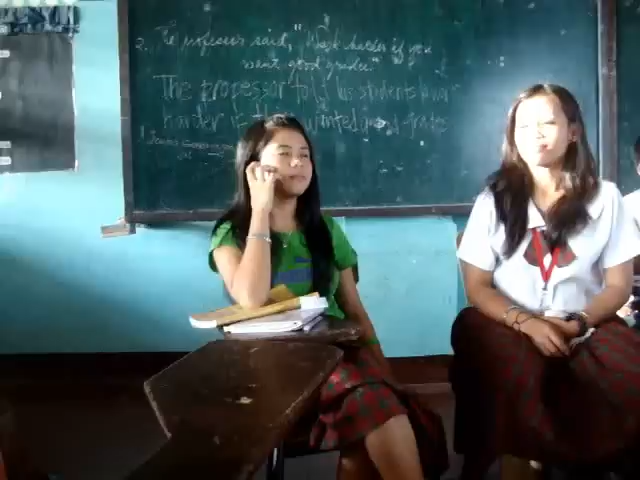 2. The professor said, "Work harder if you
want good grades."
The propersor told his students to work
harder if they wanted good grades